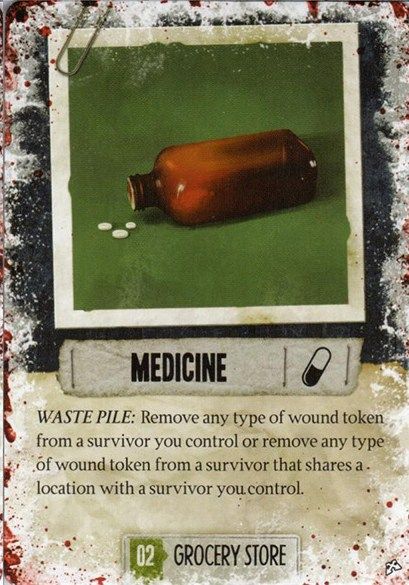 MEDICINE
WASTE PILE: Remove any type of wound token
from a survivor you control or remove any type
of wound token from a survivor that shares a
location with a survivor you control.
02 GROCERY STORE